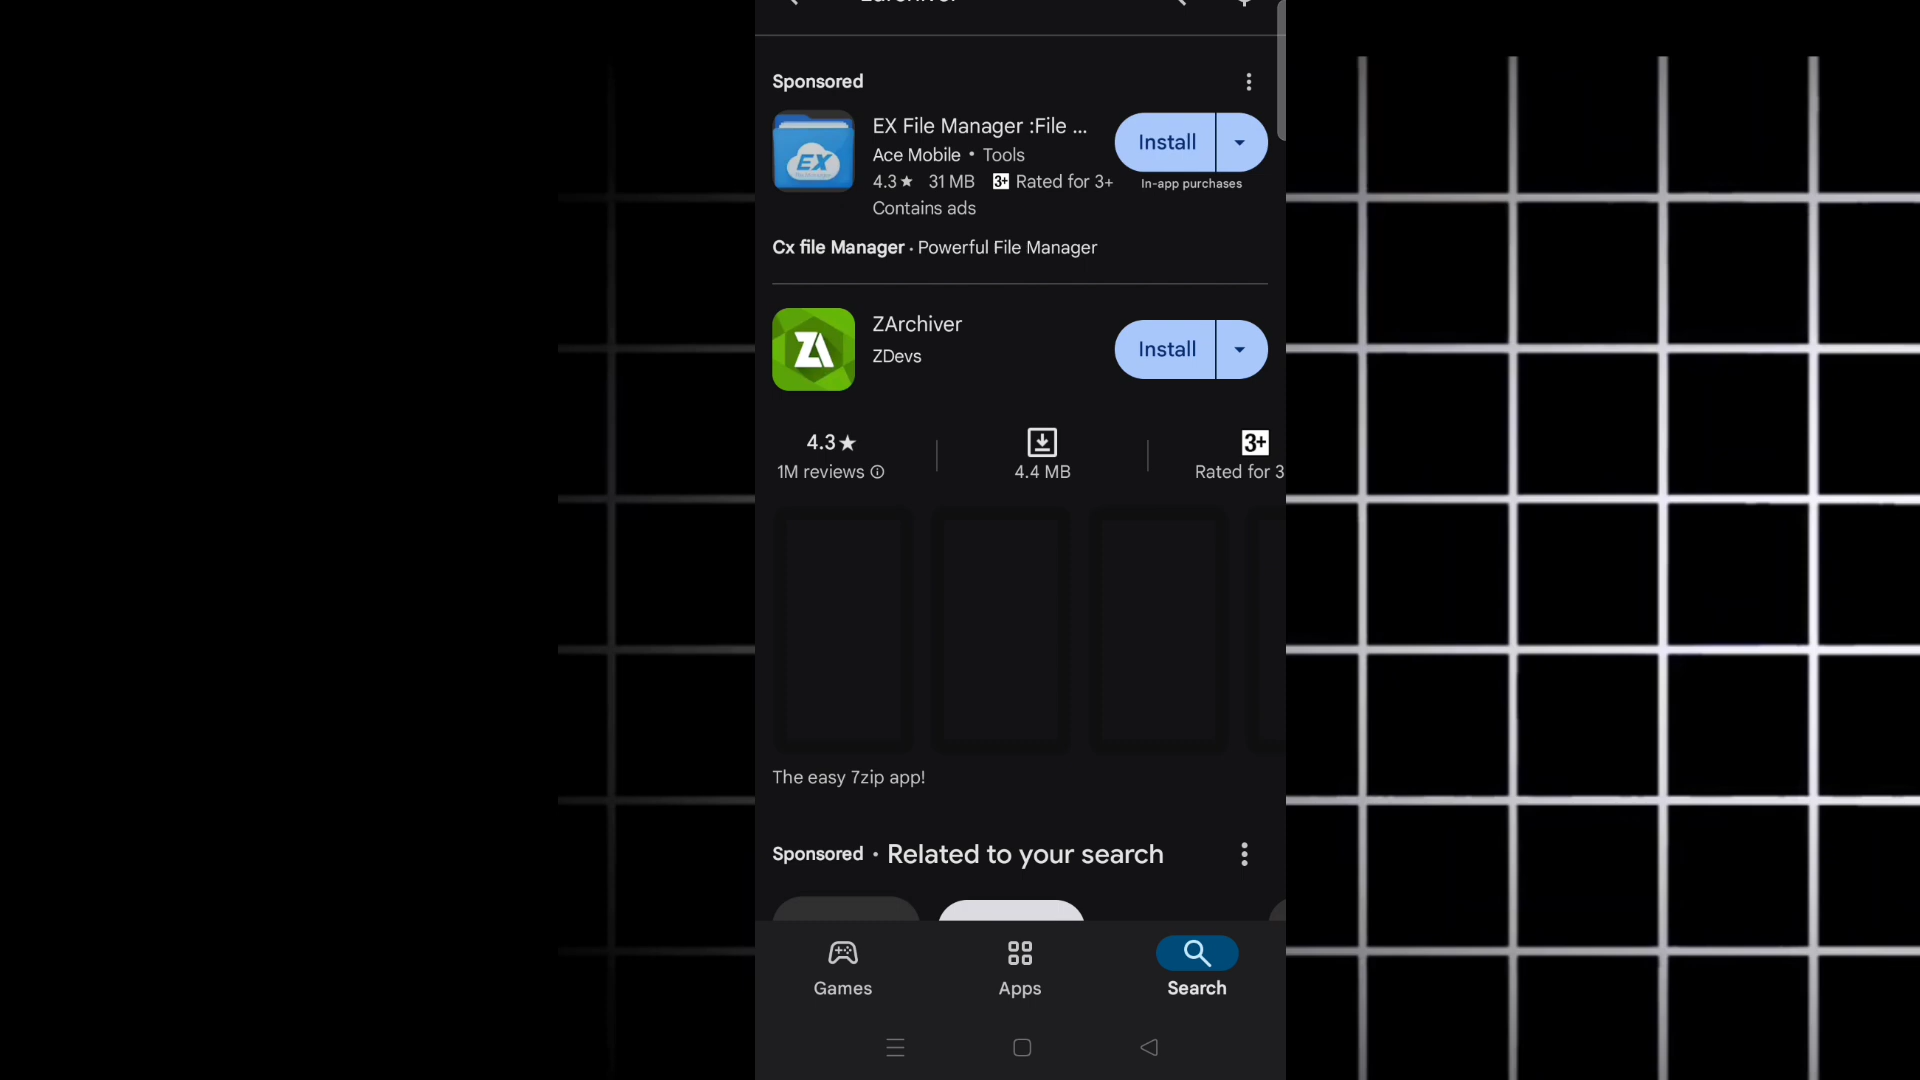 Sponsored
EX File Manager :File ...
Ace Mobile • Tools
4.3★ 31 MB 3+ Rated for 3+
Contains ads
Install
In-app purchases
Cx file Manager · Powerful File Manager
ZArchiver
ZDevs
Install
4.3★
1M reviews
4.4 MB
3+
Rated for 3
The easy 7zip app!
Sponsored · Related to your search
Games
Apps
Search